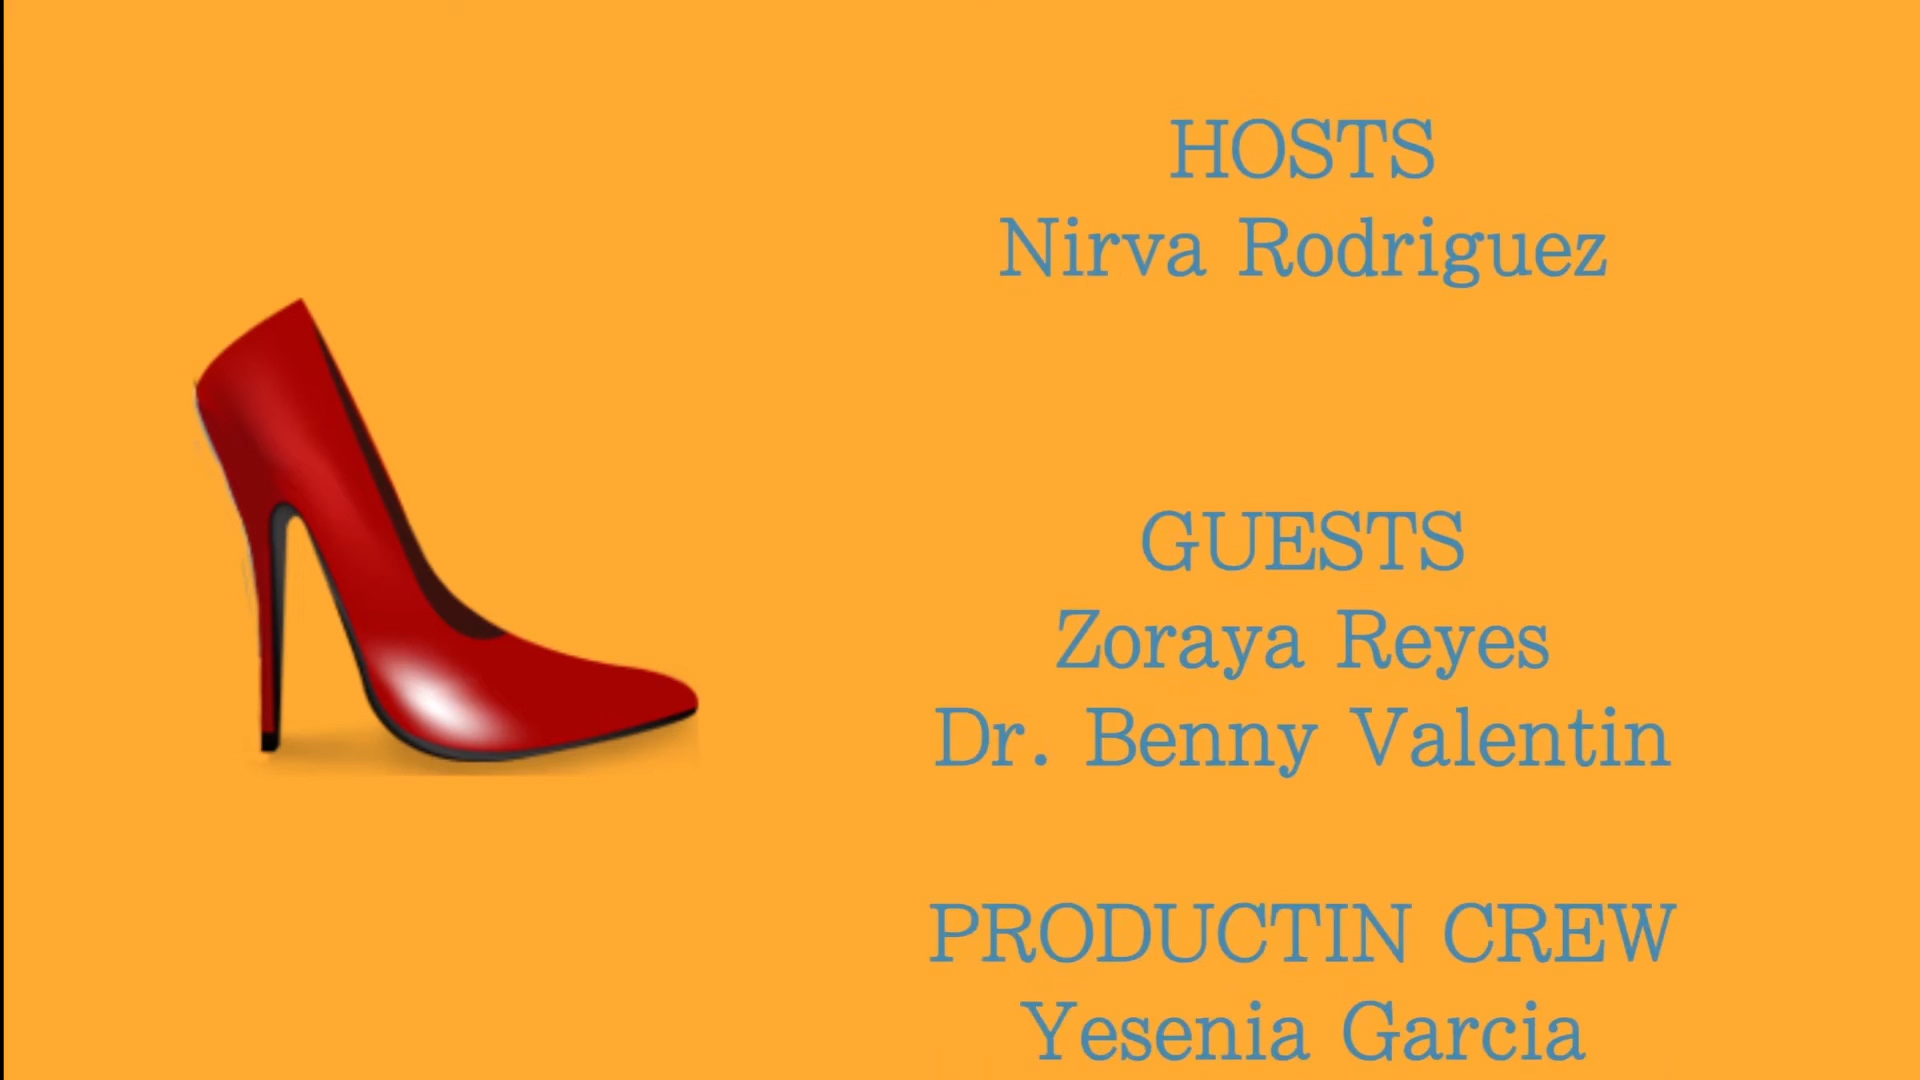 HOSTS
Nirva Rodriguez
GUESTS
Zoraya Reyes
Dr. Benny Valentin
PRODUCTIN CREW
Yesenia Garcia